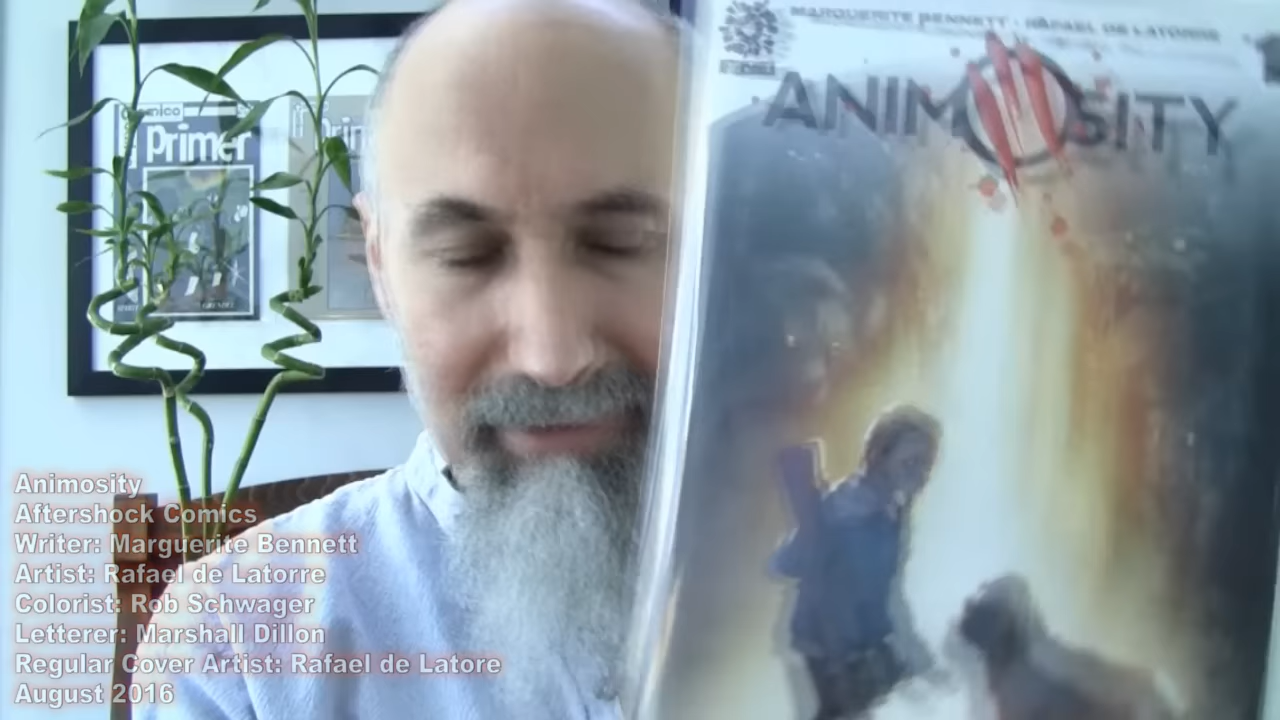 MARGUERITE BENNETT · RAFAEL DE LATORRE
ANIMOSITY
Primer
Animosity
Aftershock Comics
Writer: Marguerite Bennett
Artist: Rafael de Latorre
Colorist: Rob Schwager
Letterer: Marshall Dillon
Regular Cover Artist: Rafael de Latore
August 2016